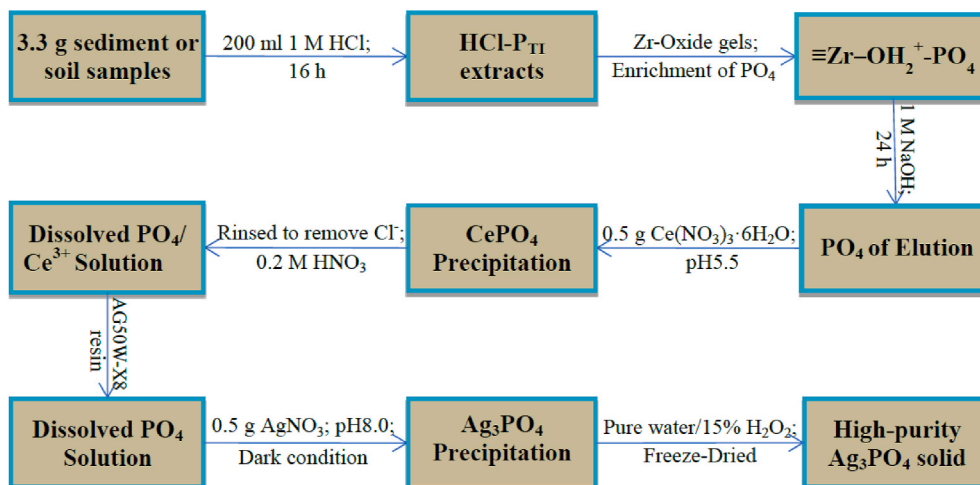 3.3 g sediment or
soil samples
200 ml 1 M HCl;
16 h
HCl-P_TI
extracts
Zr-Oxide gels;
Enrichment of PO₄
≡Zr–OH₂⁺-PO₄
1 M NaOH;
24 h
PO₄ of Elution
0.5 g Ce(NO₃)₃·6H₂O;
pH5.5
CePO₄
Precipitation
Rinsed to remove Cl⁻;
0.2 M HNO₃
Dissolved PO₄/
Ce³⁺ Solution
AG50W-X8
resin
Dissolved PO₄
Solution
0.5 g AgNO₃; pH8.0;
Dark condition
Ag₃PO₄
Precipitation
Pure water/15% H₂O₂;
Freeze-Dried
High-purity
Ag₃PO₄ solid